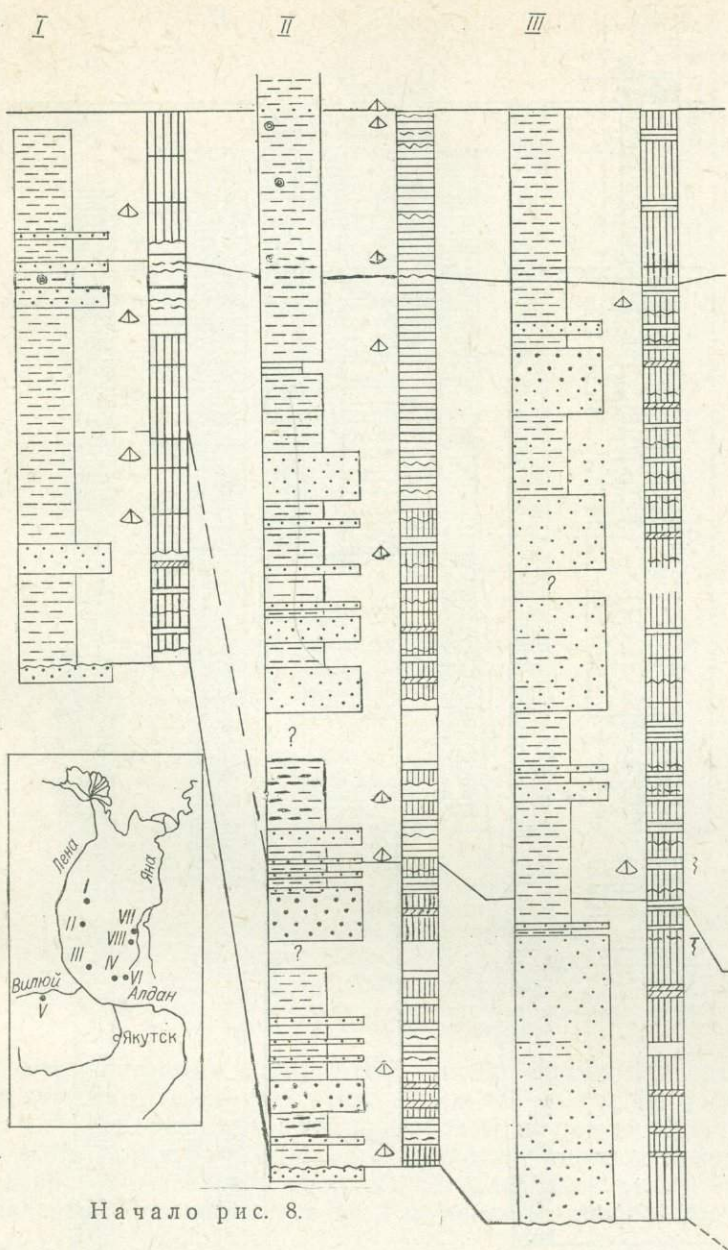 I
II
III
?
?
?
Лена
Яна
I
II
VII
VIII
III
IV
VI
Вилюй
V
Алдан
Якутск
Начало рис. 8.